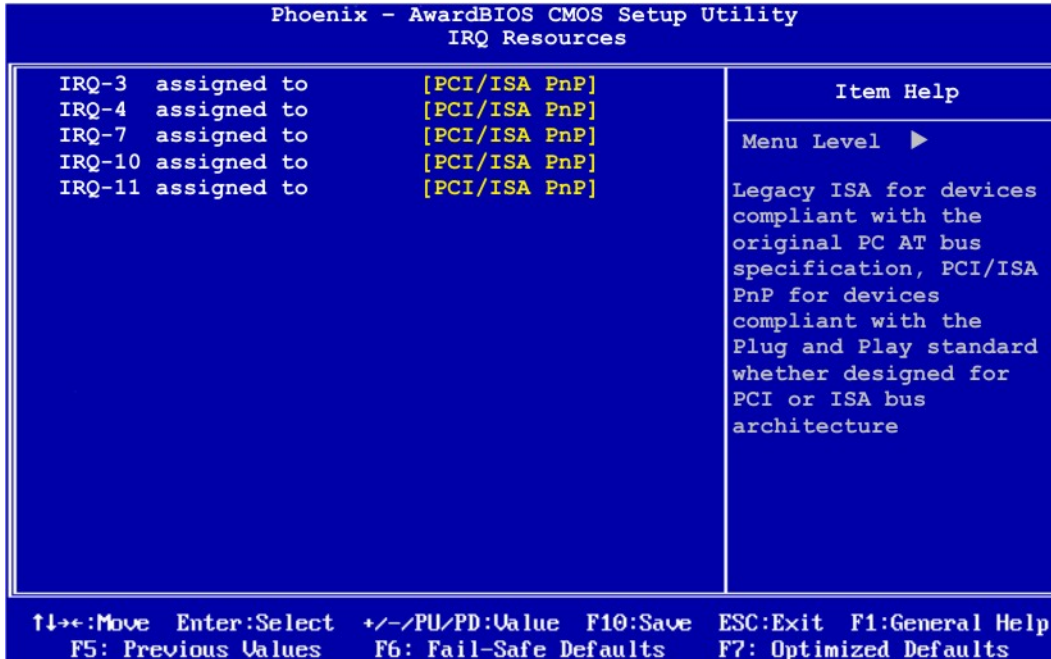 Phoenix - AwardBIOS CMOS Setup Utility
IRQ Resources
IRQ-3 assigned to [PCI/ISA PnP]
IRQ-4 assigned to [PCI/ISA PnP]
IRQ-7 assigned to [PCI/ISA PnP]
IRQ-10 assigned to [PCI/ISA PnP]
IRQ-11 assigned to [PCI/ISA PnP]
Item Help
Menu Level ▶
Legacy ISA for devices
compliant with the
original PC AT bus
specification, PCI/ISA
PnP for devices
compliant with the
Plug and Play standard
whether designed for
PCI or ISA bus
architecture
↑↓→←:Move Enter:Select +/-/PU/PD:Value F10:Save ESC:Exit F1:General Help
F5: Previous Values F6: Fail-Safe Defaults F7: Optimized Defaults